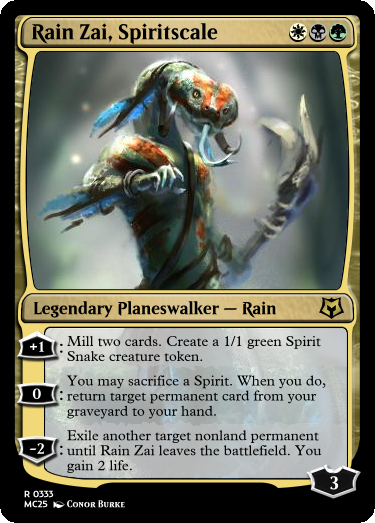 Rain Zai, Spiritscale
Legendary Planeswalker — Rain
+1: Mill two cards. Create a 1/1 green Spirit
Snake creature token.
0: You may sacrifice a Spirit. When you do,
return target permanent card from your
graveyard to your hand.
-2: Exile another target nonland permanent
until Rain Zai leaves the battlefield. You
gain 2 life.
3
R 0333
MC25 Conor Burke